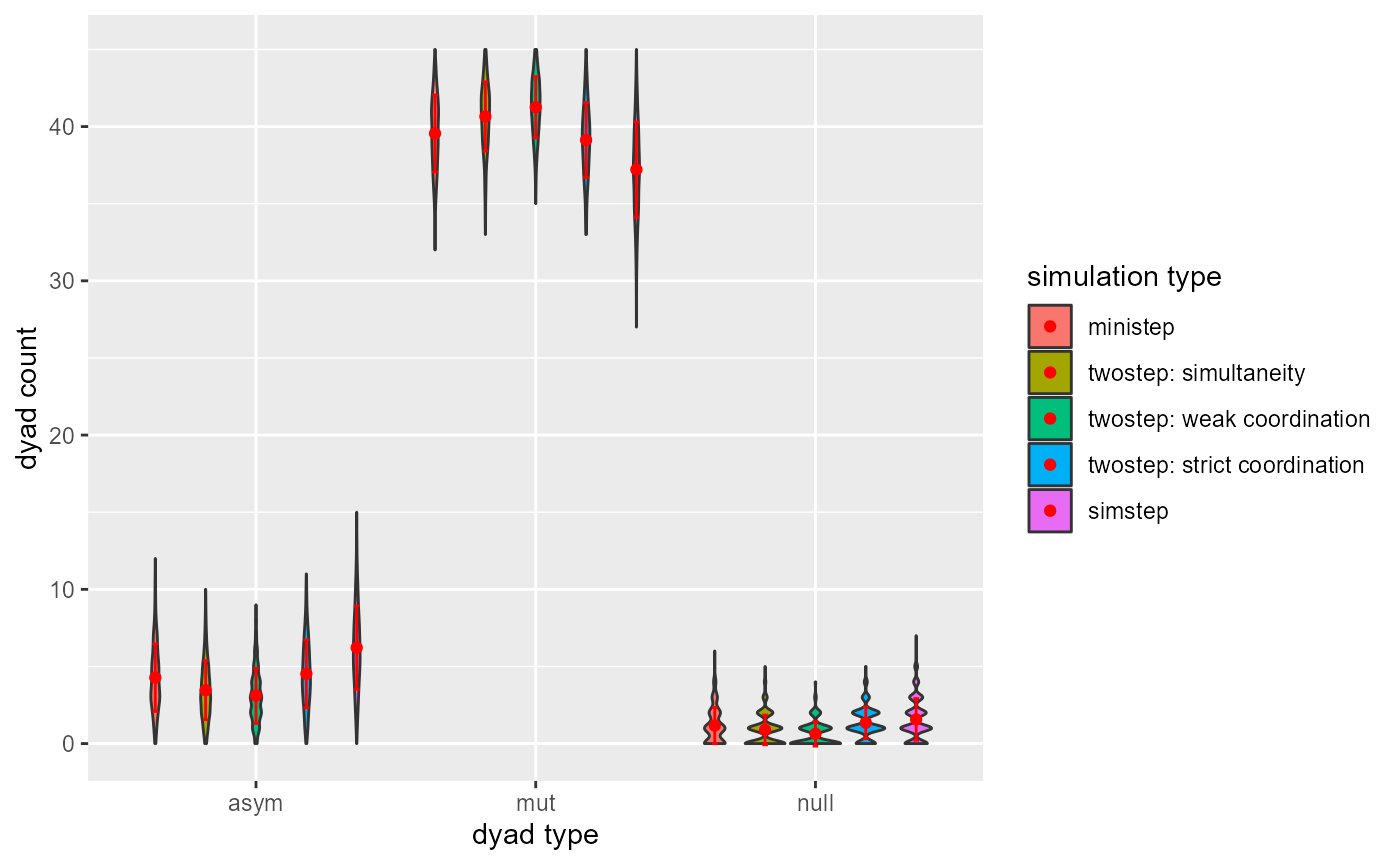 dyad count
40
30
20
10
0
asym mut null
dyad type
simulation type
ministep
twostep: simultaneity
twostep: weak coordination
twostep: strict coordination
simstep